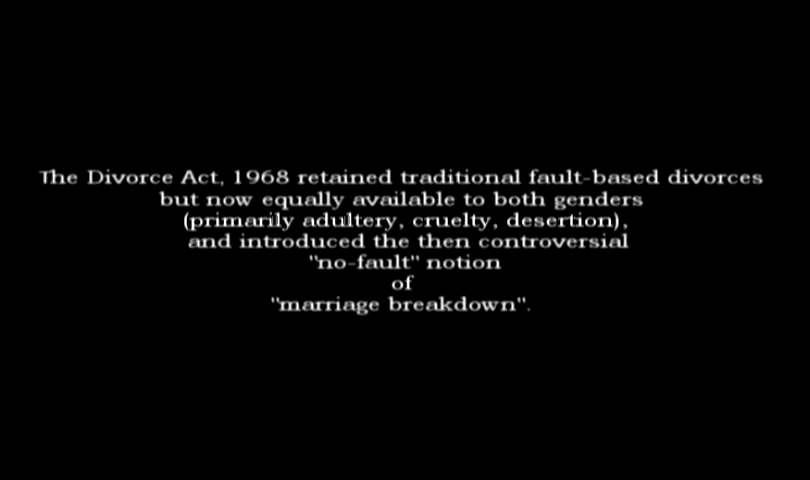 The Divorce Act, 1968 retained traditional fault-based divorces
but now equally available to both genders
(primarily adultery, cruelty, desertion),
and introduced the then controversial
"no-fault" notion
of
"marriage breakdown".